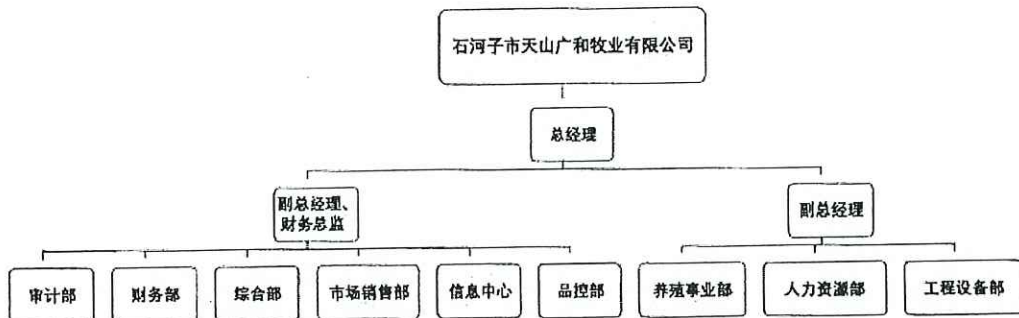 石河子市天山广和牧业有限公司
总经理
副总经理、
财务总监
副总经理
审计部
财务部
综合部
市场销售部
信息中心
品控部
养殖事业部
人力资源部
工程设备部